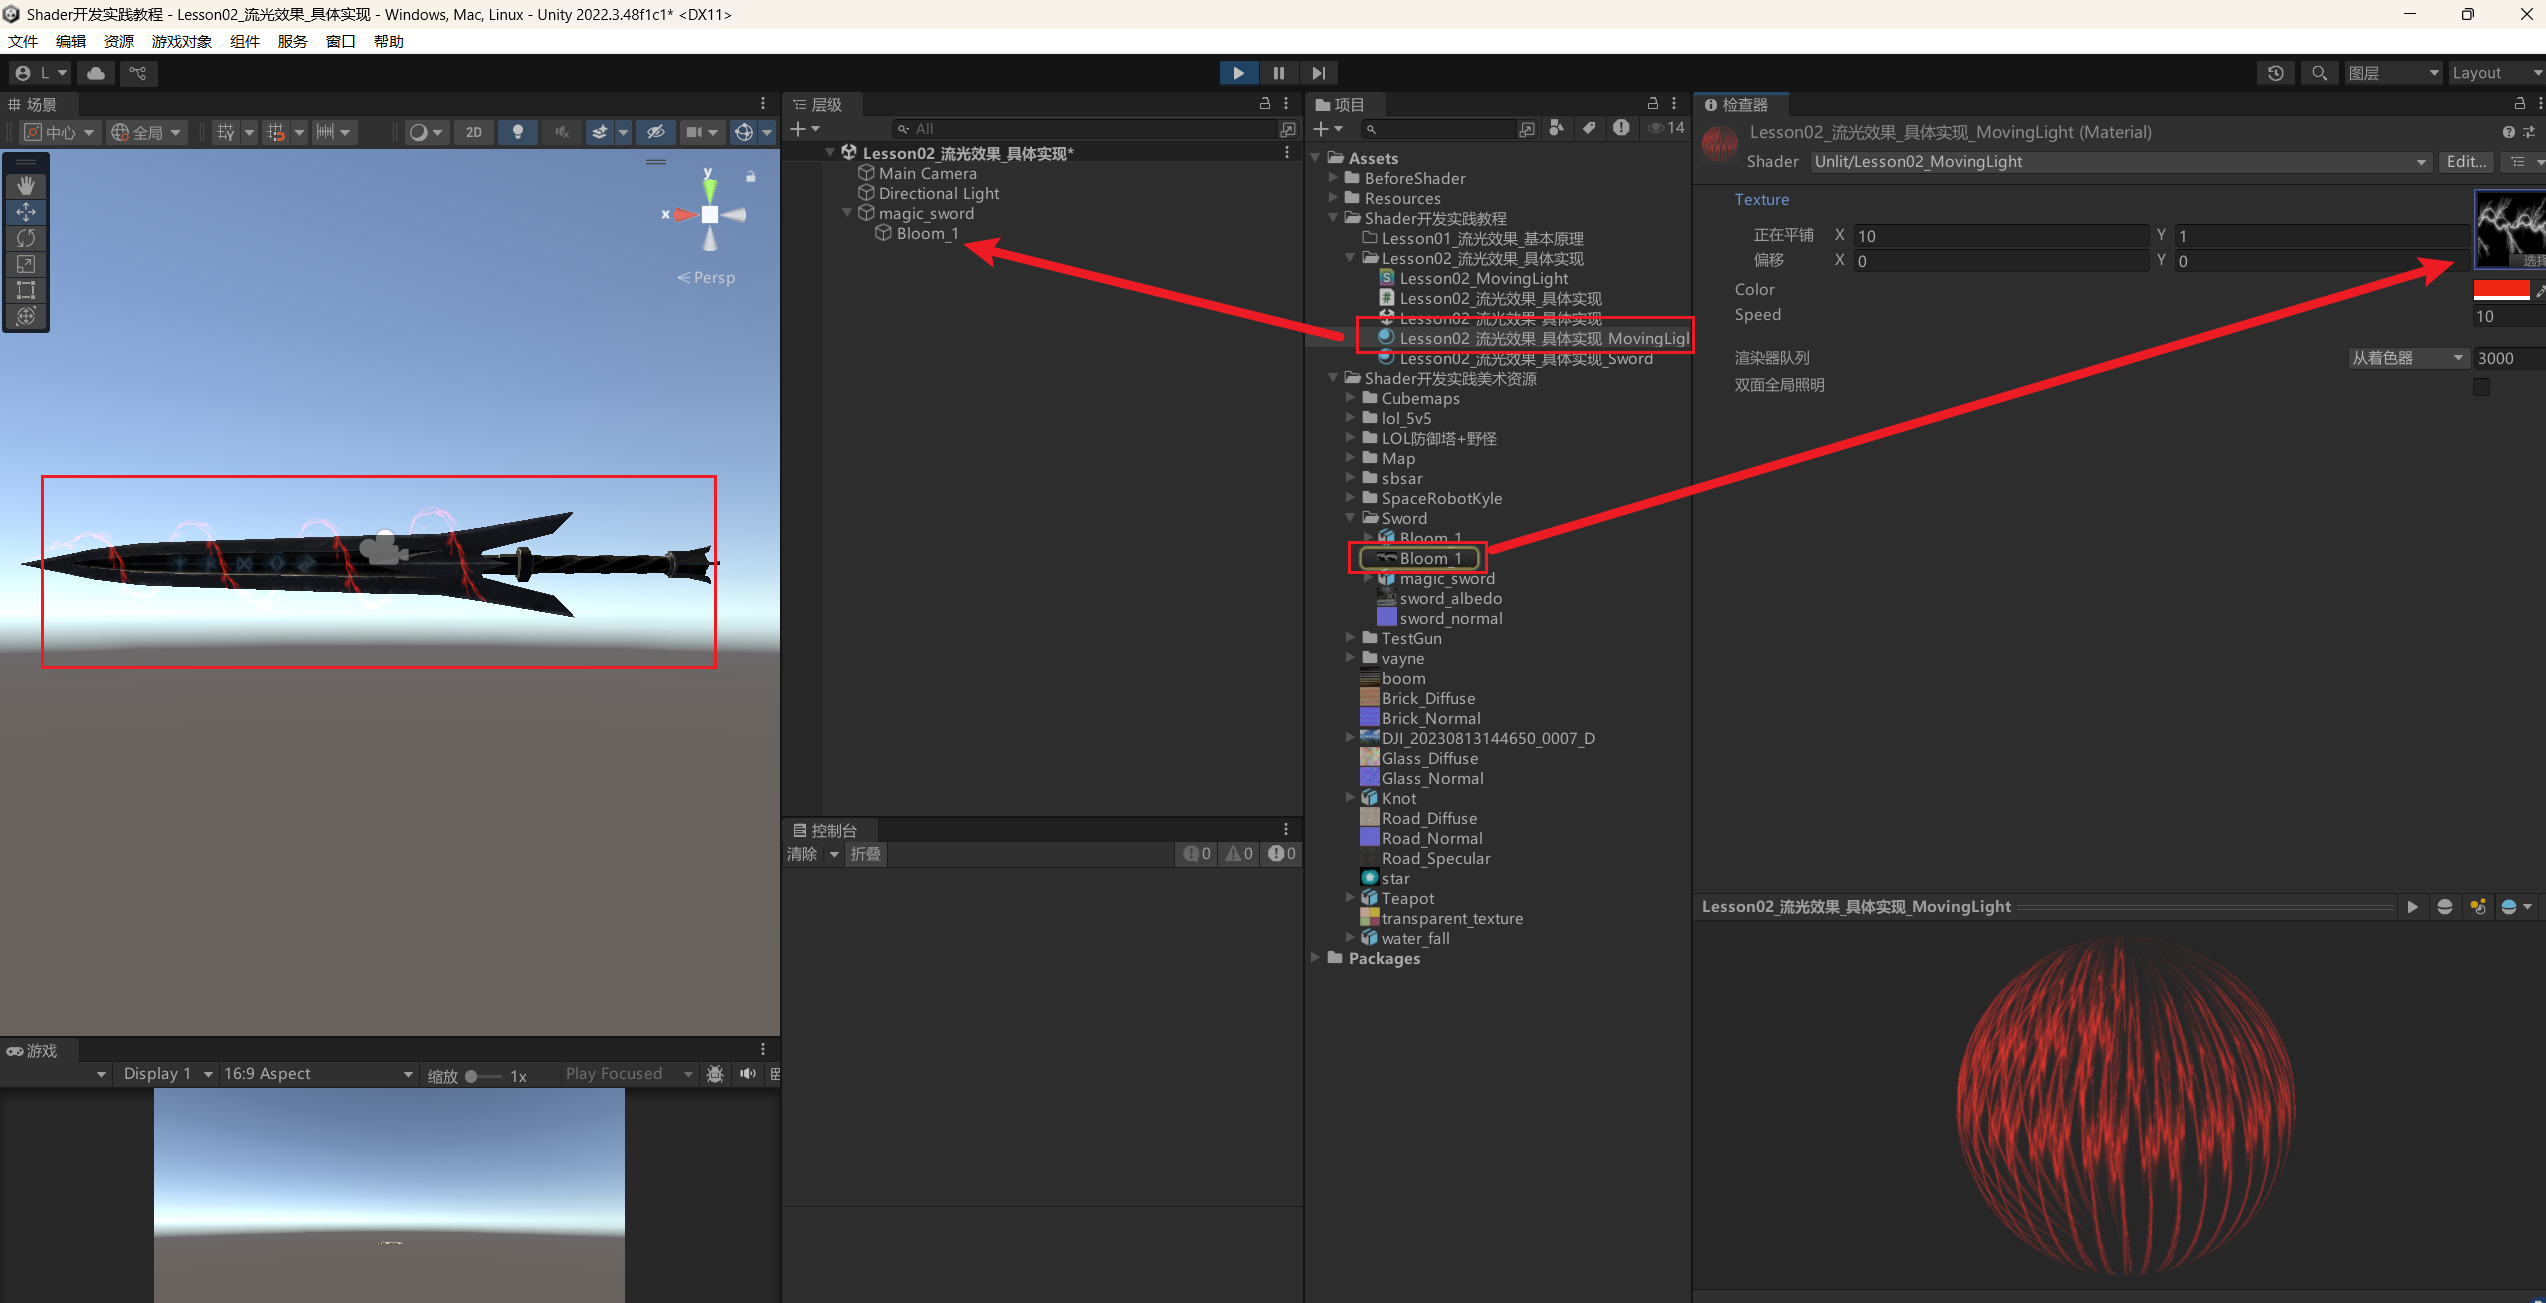 Shader开发实践教程 - Lesson02_流光效果_具体实现 - Windows, Mac, Linux - Unity 2022.3.48f1c1* <DX11>
文件 编辑 资源 游戏对象 组件 服务 窗口 帮助
L 图层 Layout
场景
中心 全局 2D
y
x
Persp
层级
All
Lesson02_流光效果_具体实现*
Main Camera
Directional Light
magic_sword
Bloom_1
项目
14
Assets
BeforeShader
Resources
Shader开发实践教程
Lesson01_流光效果_基本原理
Lesson02_流光效果_具体实现
Lesson02_MovingLight
Lesson02_流光效果_具体实现
Lesson02_流光效果_具体实现
Lesson02_流光效果_具体实现_MovingLigl
Lesson02_流光效果_具体实现_Sword
Shader开发实践美术资源
Cubemaps
lol_5v5
LOL防御塔+野怪
Map
sbsar
SpaceRobotKyle
Sword
Bloom_1
Bloom_1
magic_sword
sword_albedo
sword_normal
TestGun
vayne
boom
Brick_Diffuse
Brick_Normal
DJI_20230813144650_0007_D
Glass_Diffuse
Glass_Normal
Knot
Road_Diffuse
Road_Normal
Road_Specular
star
Teapot
transparent_texture
water_fall
Packages
检查器
Lesson02_流光效果_具体实现_MovingLight (Material)
Shader Unlit/Lesson02_MovingLight Edit...
Texture
正在平铺 X 10 Y 1
偏移 X 0 Y 0
选择
Color
Speed 10
渲染器队列 从着色器 3000
双面全局照明
Lesson02_流光效果_具体实现_MovingLight
控制台
清除 折叠 0 0 0
游戏
Display 1 16:9 Aspect 缩放 1x Play Focused